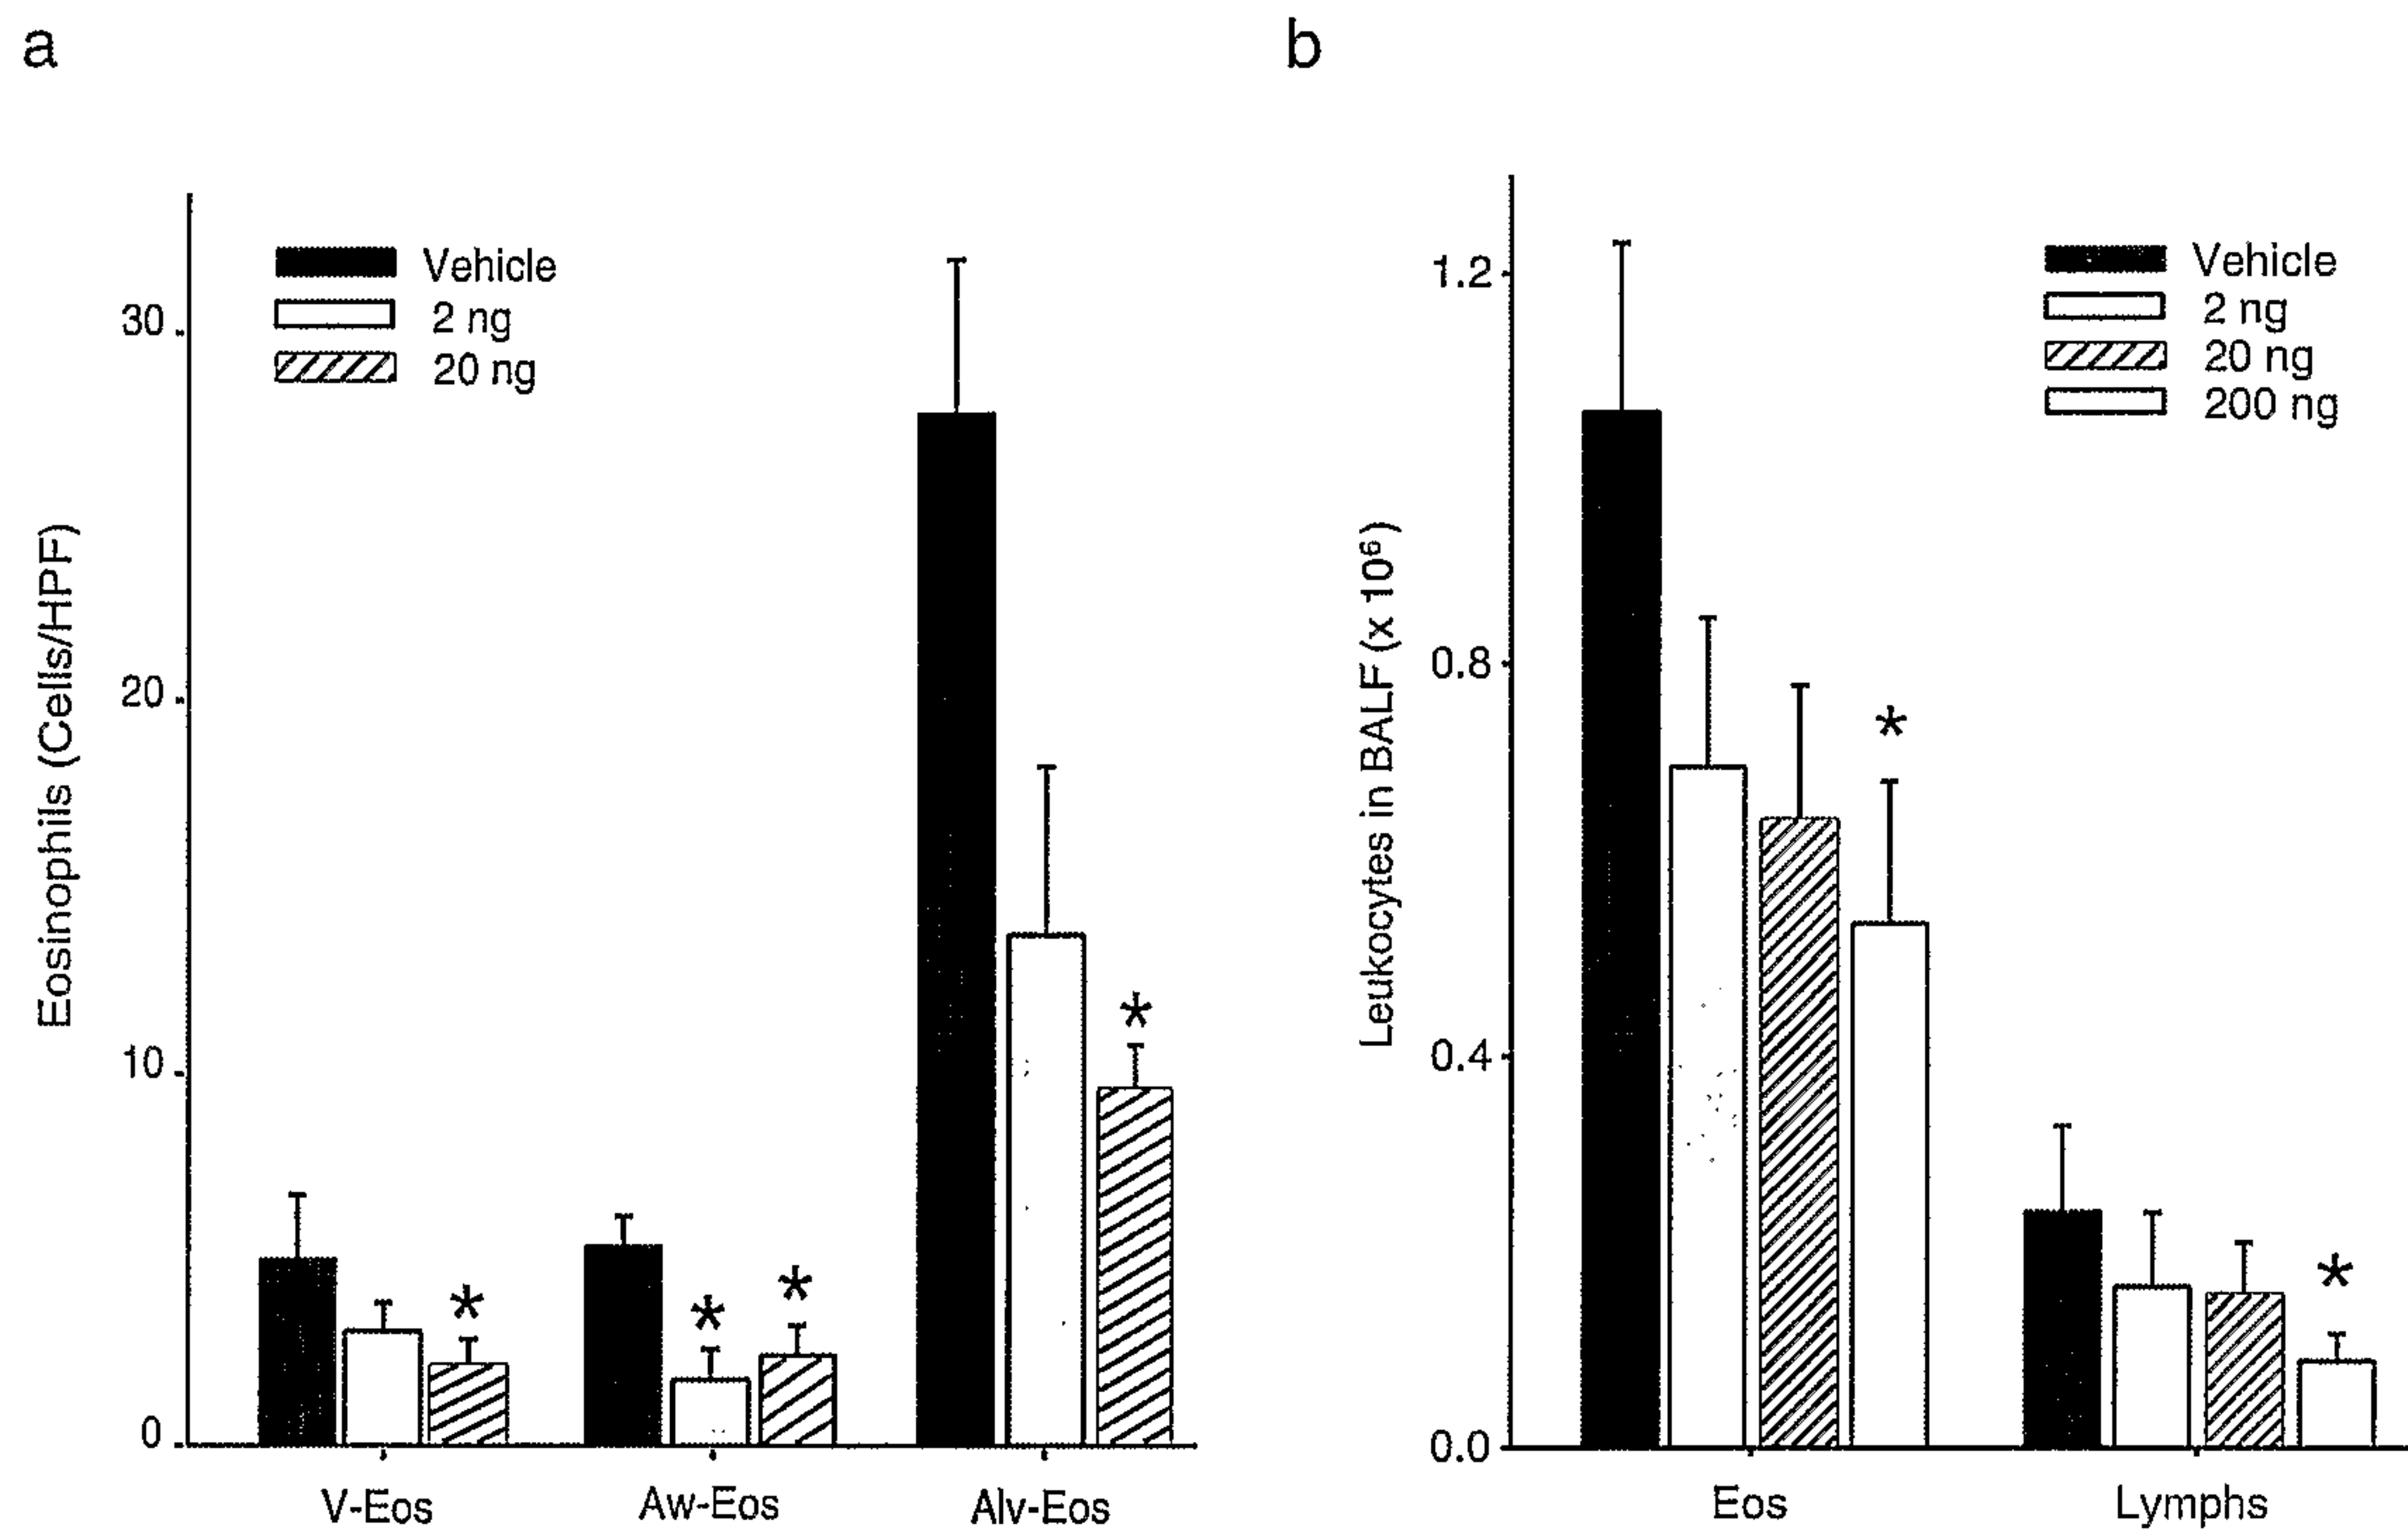 a
Eosinophils (Cells/HPF)
30
20
10
0
Vehicle
2 ng
20 ng
*
*
*
*
V-Eos
Aw-Eos
Alv-Eos
b
Leukocytes in BALF (x 10⁶)
1.2
0.8
0.4
0.0
Vehicle
2 ng
20 ng
200 ng
*
*
Eos
Lymphs